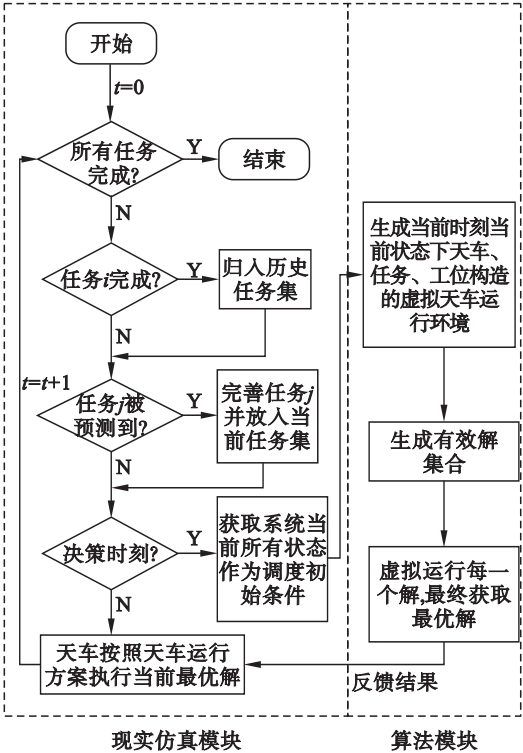 开始
t=0
所有任务
完成?
Y
结束
N
任务i完成?
Y
归入历史
任务集
N
t=t+1
任务j被
预测到?
Y
完善任务j
并放入当
前任务集
N
决策时刻?
Y
获取系统当
前所有状态
作为调度初
始条件
N
天车按照天车运行
方案执行当前最优解
生成当前时刻当
前状态下天车、
任务、工位构造
的虚拟天车运
行环境
生成有效解
集合
虚拟运行每一
个解,最终获取
最优解
反馈结果
现实仿真模块
算法模块